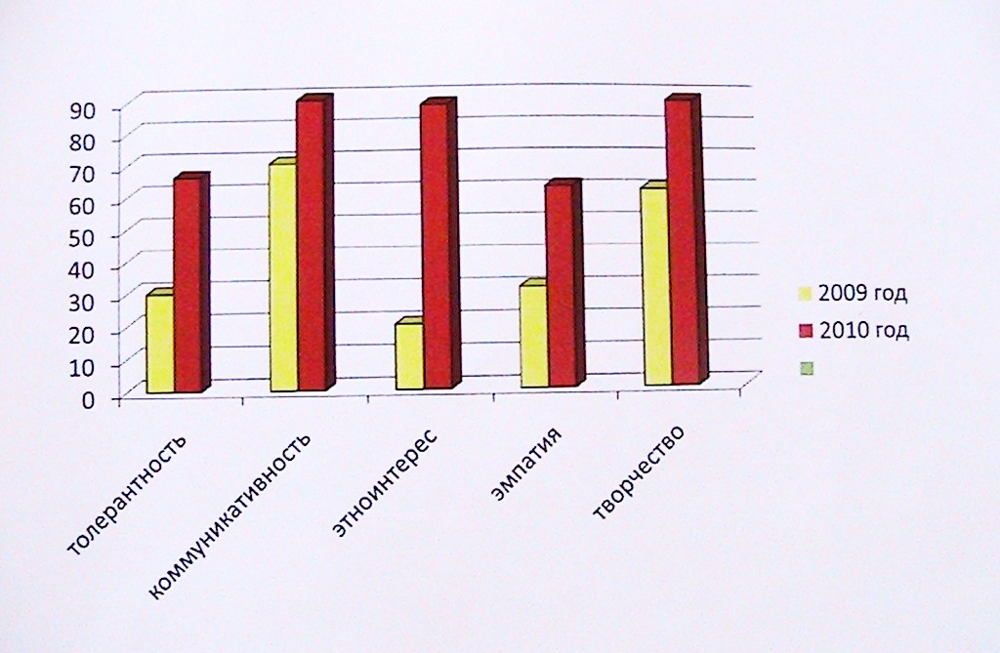 90
80
70
60
50
40
30
20
10
0
толерантность
коммуникативность
этноинтерес
эмпатия
творчество
2009 год
2010 год